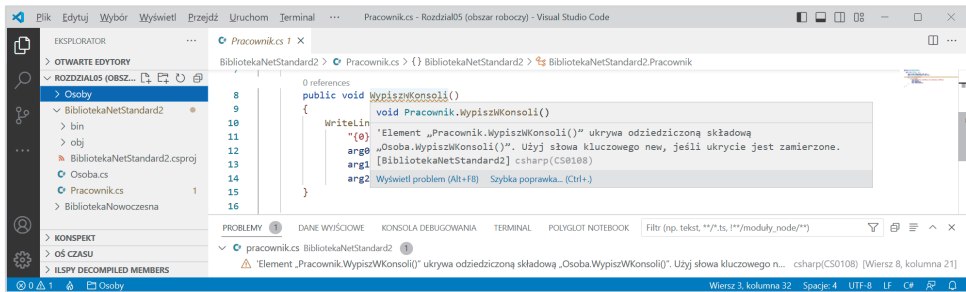 Plik Edytuj Wybór Wyświetl Przejdź Uruchom Terminal ··· Pracownik.cs - Rozdzial05 (obszar roboczy) - Visual Studio Code
EKSPLORATOR ···
OTWARTE EDYTORY
ROZDZIAL05 (OBSZ...
Osoby
BibliotekaNetStandard2
bin
obj
BibliotekaNetStandard2.csproj
Osoba.cs
Pracownik.cs 1
BibliotekaNowoczesna
KONSPEKT
OŚ CZASU
ILSPY DECOMPILED MEMBERS
Pracownik.cs 1 ×
BibliotekaNetStandard2 > Pracownik.cs > {} BibliotekaNetStandard2 > BibliotekaNetStandard2.Pracownik
0 references
8 public void WypiszWKonsoli()
9 {
10 WriteLin
11 "{0}
12 arg0
13 arg1
14 arg2
15 }
16
void Pracownik.WypiszWKonsoli()
'Element „Pracownik.WypiszWKonsoli()” ukrywa odziedziczoną składową
„Osoba.WypiszWKonsoli()”. Użyj słowa kluczowego new, jeśli ukrycie jest zamierzone.
[BibliotekaNetStandard2] csharp(CS0108)
Wyświetl problem (Alt+F8) Szybka poprawka... (Ctrl+.)
PROBLEMY 1 DANE WYJŚCIOWE KONSOLA DEBUGOWANIA TERMINAL POLYGLOT NOTEBOOK Filtr (np. tekst, **/*.ts, !**/moduły_node/**)
pracownik.cs BibliotekaNetStandard2 1
'Element „Pracownik.WypiszWKonsoli()” ukrywa odziedziczoną składową „Osoba.WypiszWKonsoli()”. Użyj słowa kluczowego n... csharp(CS0108) [Wiersz 8, kolumna 21]
0 1 Osoby Wiersz 3, kolumna 32 Spacje: 4 UTF-8 LF C#